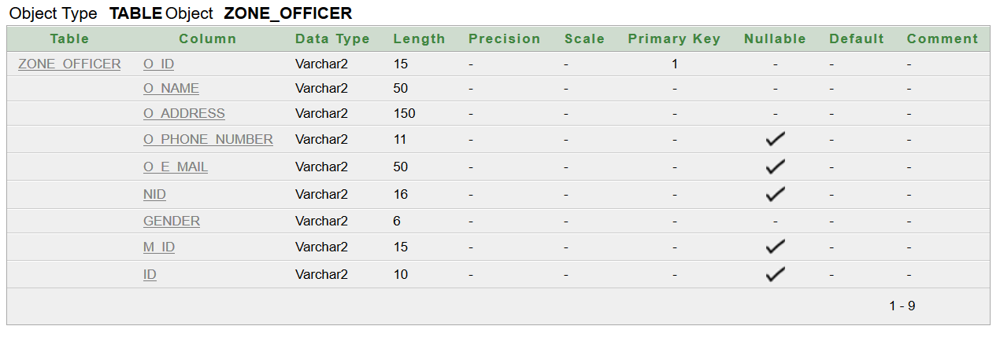 Object Type TABLE Object ZONE_OFFICER
Table Column Data Type Length Precision Scale Primary Key Nullable Default Comment
ZONE_OFFICER O_ID Varchar2 15 - - 1 - - -
O_NAME Varchar2 50 - - - - - -
O_ADDRESS Varchar2 150 - - - - - -
O_PHONE_NUMBER Varchar2 11 - - - ✓ - -
O_E_MAIL Varchar2 50 - - - ✓ - -
NID Varchar2 16 - - - ✓ - -
GENDER Varchar2 6 - - - - - -
M_ID Varchar2 15 - - - ✓ - -
ID Varchar2 10 - - - ✓ - -
1 - 9